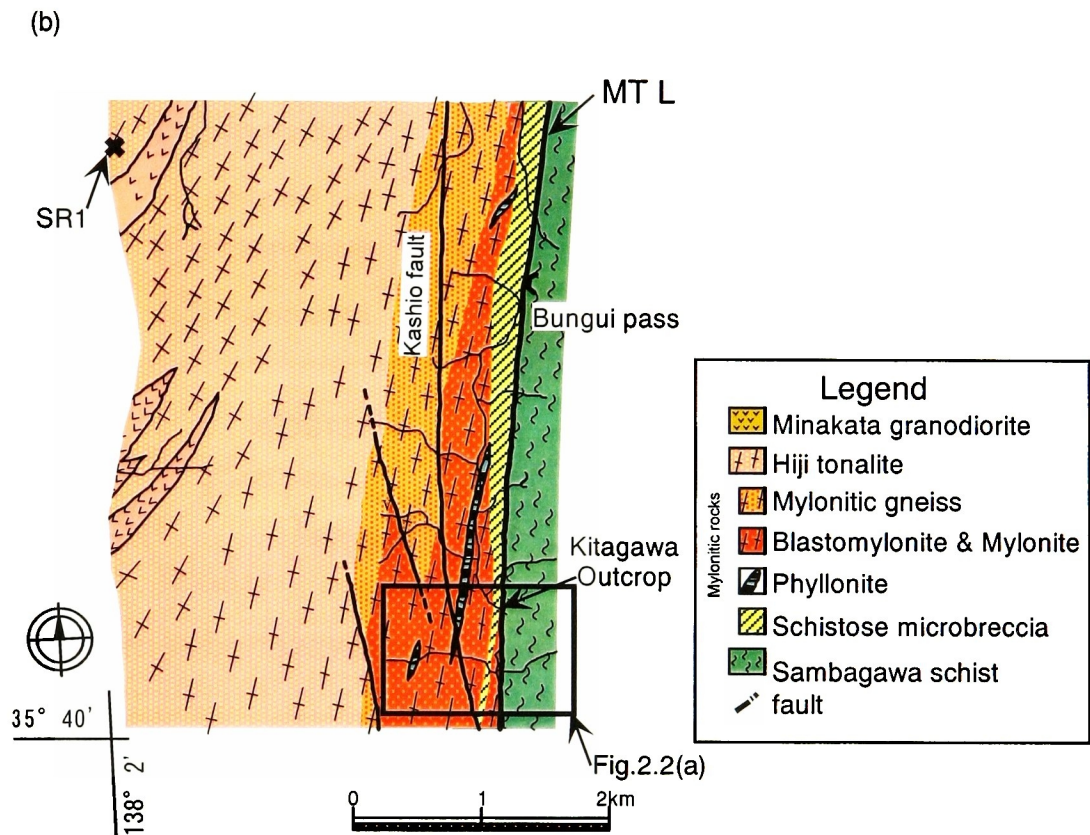 (b)
MT L
SR1
Kashio fault
Bungui pass
Kitagawa
Outcrop
Legend
Minakata granodiorite
Hiji tonalite
Mylonitic gneiss
Blastomylonite & Mylonite
Phyllonite
Schistose microbreccia
Sambagawa schist
fault
Mylonitic rocks
35° 40'
138° 2'
Fig.2.2(a)
0 1 2km